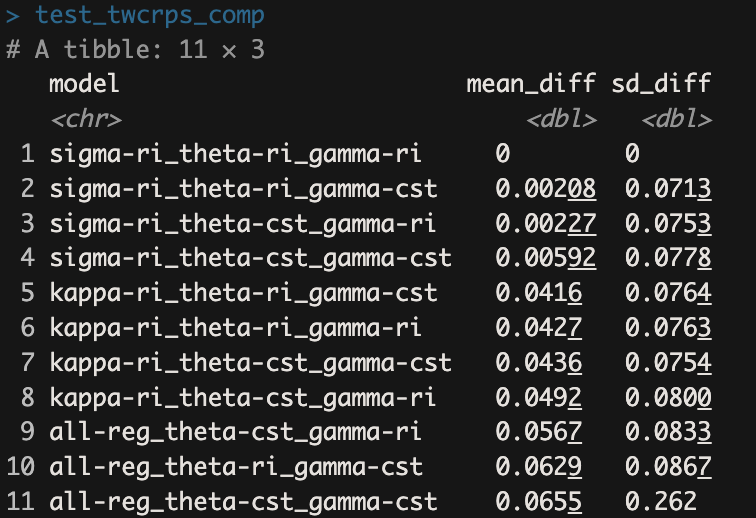 > test_twcrps_comp
# A tibble: 11 × 3
model mean_diff sd_diff
<chr> <dbl> <dbl>
1 sigma-ri_theta-ri_gamma-ri 0 0
2 sigma-ri_theta-ri_gamma-cst 0.00208 0.0713
3 sigma-ri_theta-cst_gamma-ri 0.00227 0.0753
4 sigma-ri_theta-cst_gamma-cst 0.00592 0.0778
5 kappa-ri_theta-ri_gamma-cst 0.0416 0.0764
6 kappa-ri_theta-ri_gamma-ri 0.0427 0.0763
7 kappa-ri_theta-cst_gamma-cst 0.0436 0.0754
8 kappa-ri_theta-cst_gamma-ri 0.0492 0.0800
9 all-reg_theta-cst_gamma-ri 0.0567 0.0833
10 all-reg_theta-ri_gamma-cst 0.0629 0.0867
11 all-reg_theta-cst_gamma-cst 0.0655 0.262